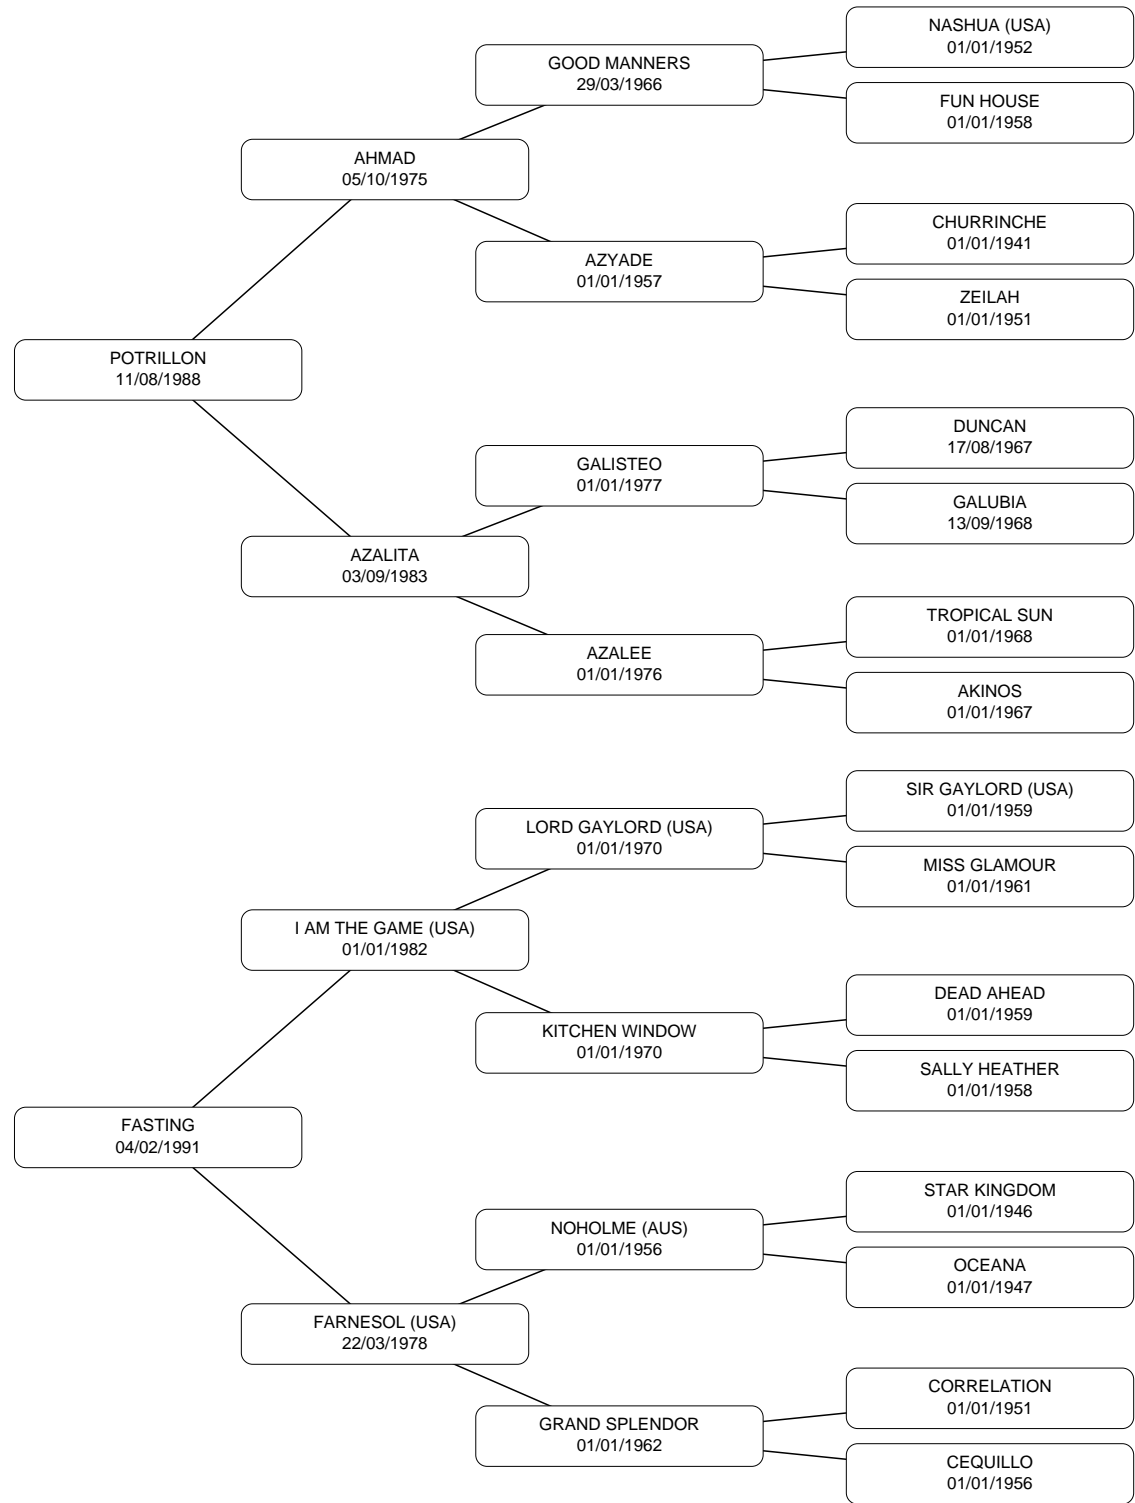 NASHUA (USA)
01/01/1952
GOOD MANNERS
29/03/1966
FUN HOUSE
01/01/1958
AHMAD
05/10/1975
CHURRINCHE
01/01/1941
AZYADE
01/01/1957
ZEILAH
01/01/1951
POTRILLON
11/08/1988
DUNCAN
17/08/1967
GALISTEO
01/01/1977
GALUBIA
13/09/1968
AZALITA
03/09/1983
TROPICAL SUN
01/01/1968
AZALEE
01/01/1976
AKINOS
01/01/1967
SIR GAYLORD (USA)
01/01/1959
LORD GAYLORD (USA)
01/01/1970
MISS GLAMOUR
01/01/1961
I AM THE GAME (USA)
01/01/1982
DEAD AHEAD
01/01/1959
KITCHEN WINDOW
01/01/1970
SALLY HEATHER
01/01/1958
FASTING
04/02/1991
STAR KINGDOM
01/01/1946
NOHOLME (AUS)
01/01/1956
OCEANA
01/01/1947
FARNESOL (USA)
22/03/1978
CORRELATION
01/01/1951
GRAND SPLENDOR
01/01/1962
CEQUILLO
01/01/1956